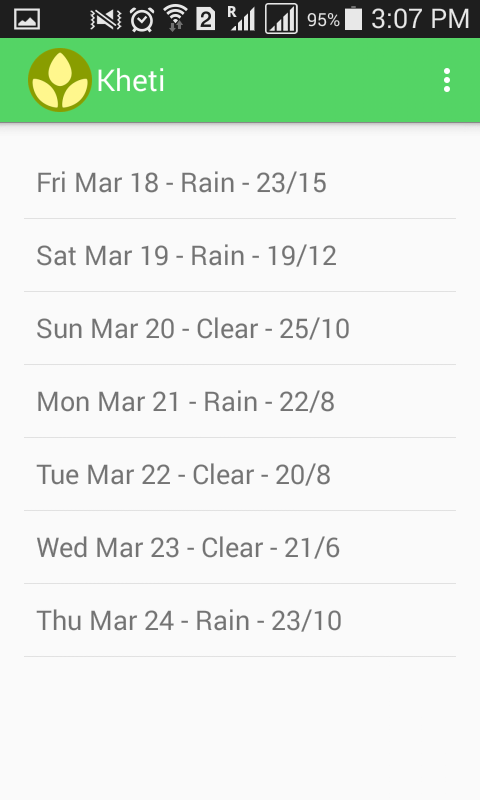 2 R 95% 3:07 PM
Kheti
Fri Mar 18 - Rain - 23/15
Sat Mar 19 - Rain - 19/12
Sun Mar 20 - Clear - 25/10
Mon Mar 21 - Rain - 22/8
Tue Mar 22 - Clear - 20/8
Wed Mar 23 - Clear - 21/6
Thu Mar 24 - Rain - 23/10